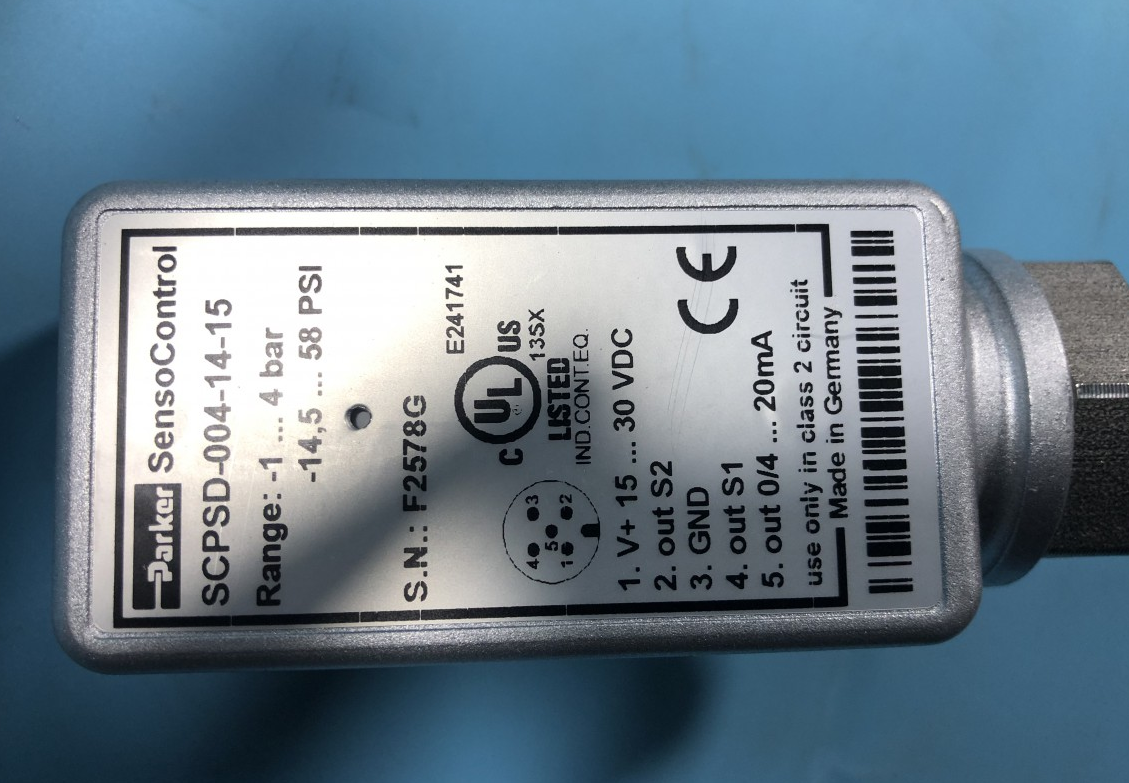 Parker SensoControl
SCPSD-004-14-15
Range: -1 ... 4 bar
-14,5 ... 58 PSI
S.N.: F2578G
E241741
C UL US
LISTED 13SX
IND.CONT.EQ.
4 3
5
1 2
1. V+ 15 ... 30 VDC
2. out S2
3. GND
4. out S1
5. out 0/4 ... 20mA
CE
use only in class 2 circuit
Made in Germany